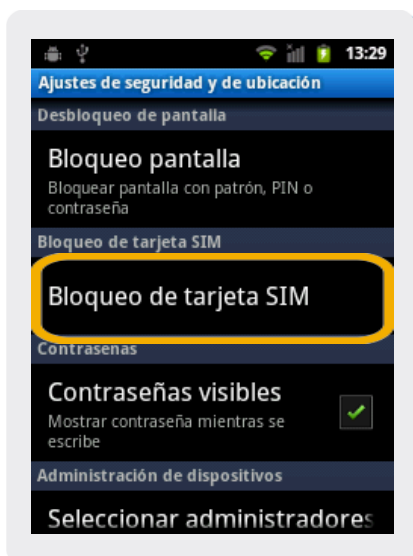 13:29
Ajustes de seguridad y de ubicación
Desbloqueo de pantalla
Bloqueo pantalla
Bloquear pantalla con patrón, PIN o
contraseña
Bloqueo de tarjeta SIM
Bloqueo de tarjeta SIM
Contraseñas
Contraseñas visibles
Mostrar contraseña mientras se
escribe
Administración de dispositivos
Seleccionar administradores